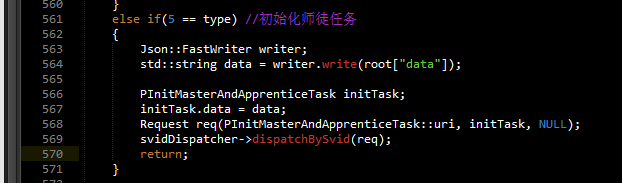 560 }
561 else if(5 == type) //初始化师徒任务
562 {
563 Json::FastWriter writer;
564 std::string data = writer.write(root["data"]);
565
566 PInitMasterAndApprenticeTask initTask;
567 initTask.data = data;
568 Request req(PInitMasterAndApprenticeTask::uri, initTask, NULL);
569 svidDispatcher->dispatchBySvid(req);
570 return;
571 }